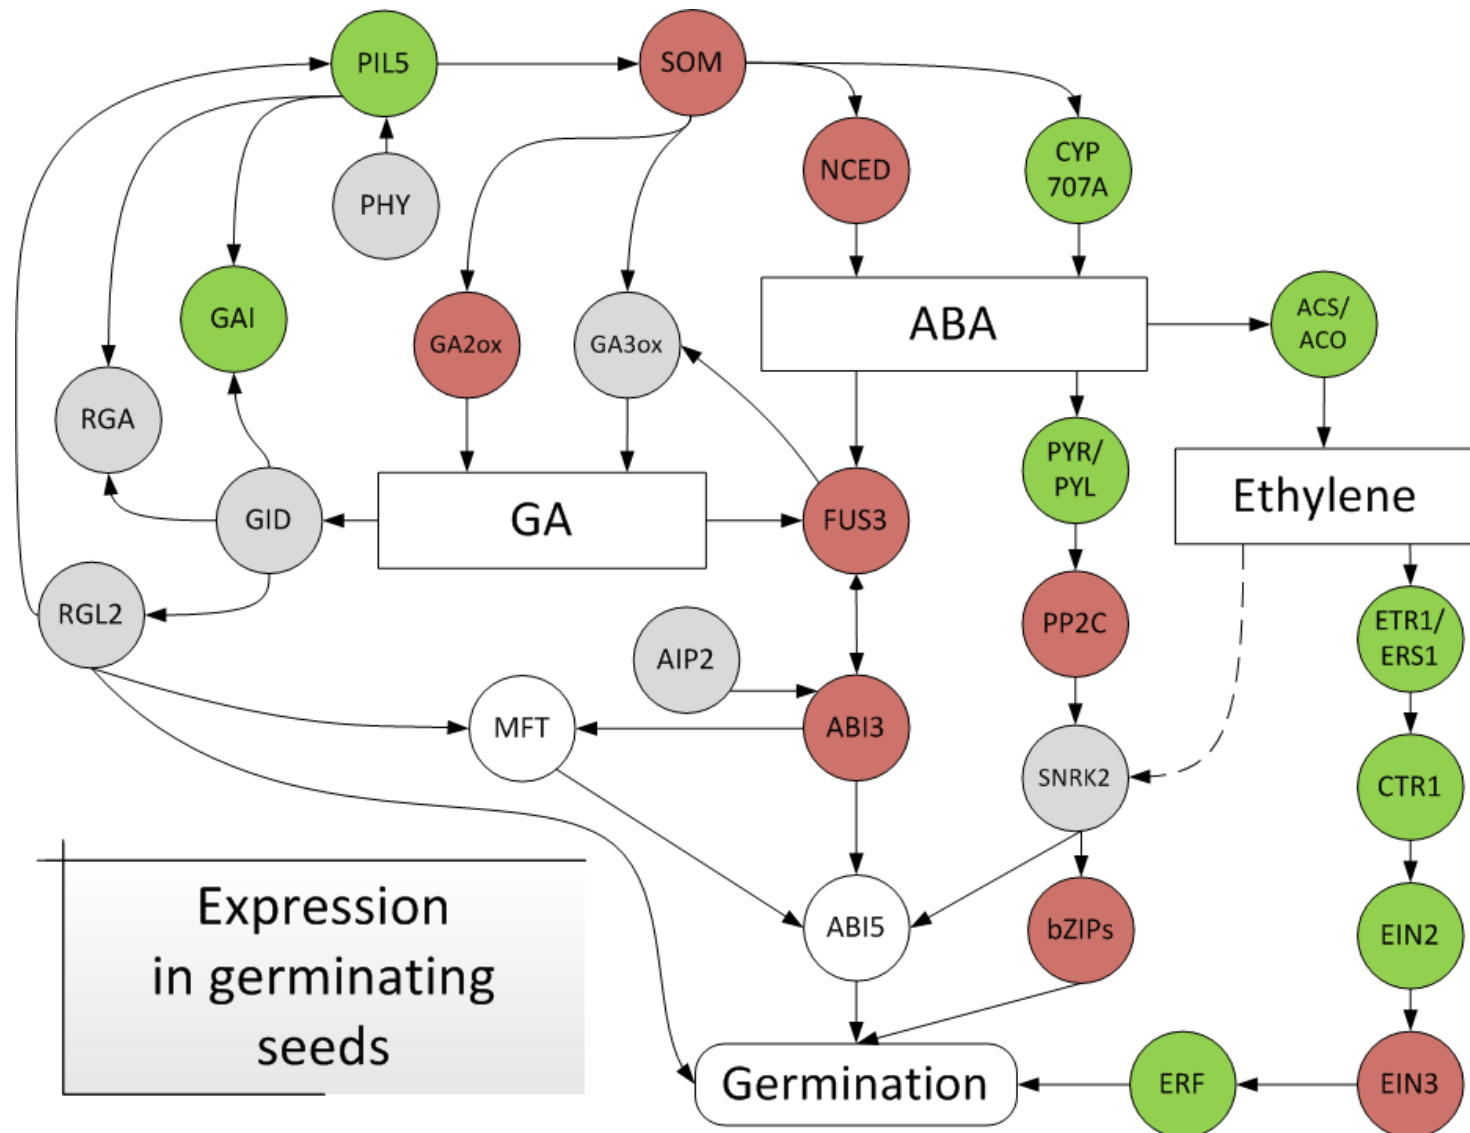 PIL5
SOM
NCED
CYP
707A
PHY
GAI
GA2ox
GA3ox
ABA
ACS/
ACO
RGA
PYR/
PYL
GID
GA
FUS3
Ethylene
RGL2
AIP2
PP2C
ETR1/
ERS1
MFT
ABI3
SNRK2
CTR1
Expression
in germinating
seeds
ABI5
bZIPs
EIN2
Germination
ERF
EIN3